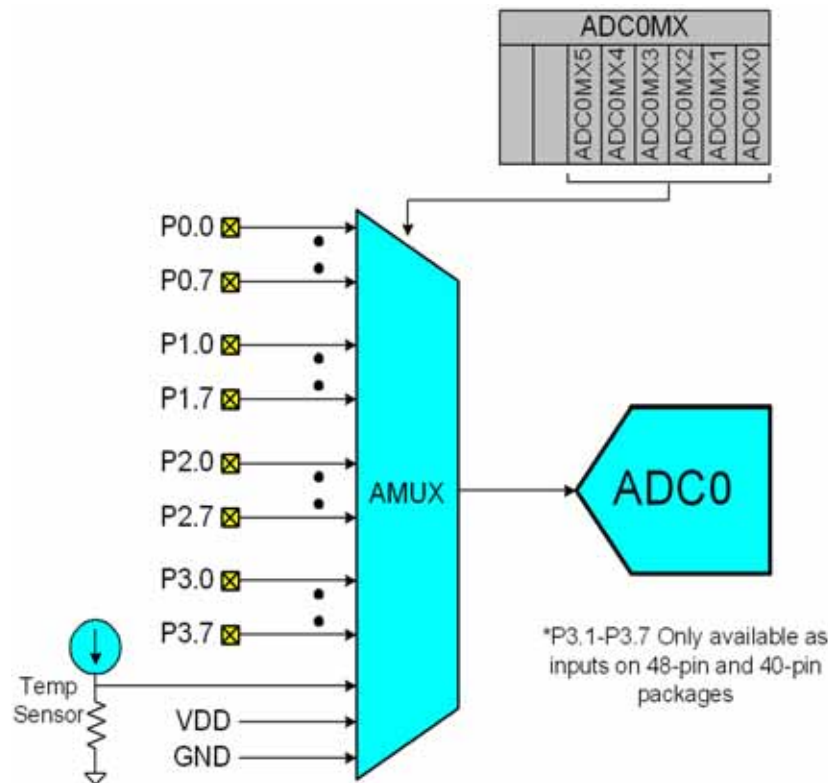 ADC0MX
ADC0MX5
ADC0MX4
ADC0MX3
ADC0MX2
ADC0MX1
ADC0MX0
P0.0
P0.7
P1.0
P1.7
P2.0
P2.7
P3.0
P3.7
Temp
Sensor
VDD
GND
AMUX
ADC0
*P3.1-P3.7 Only available as
inputs on 48-pin and 40-pin
packages